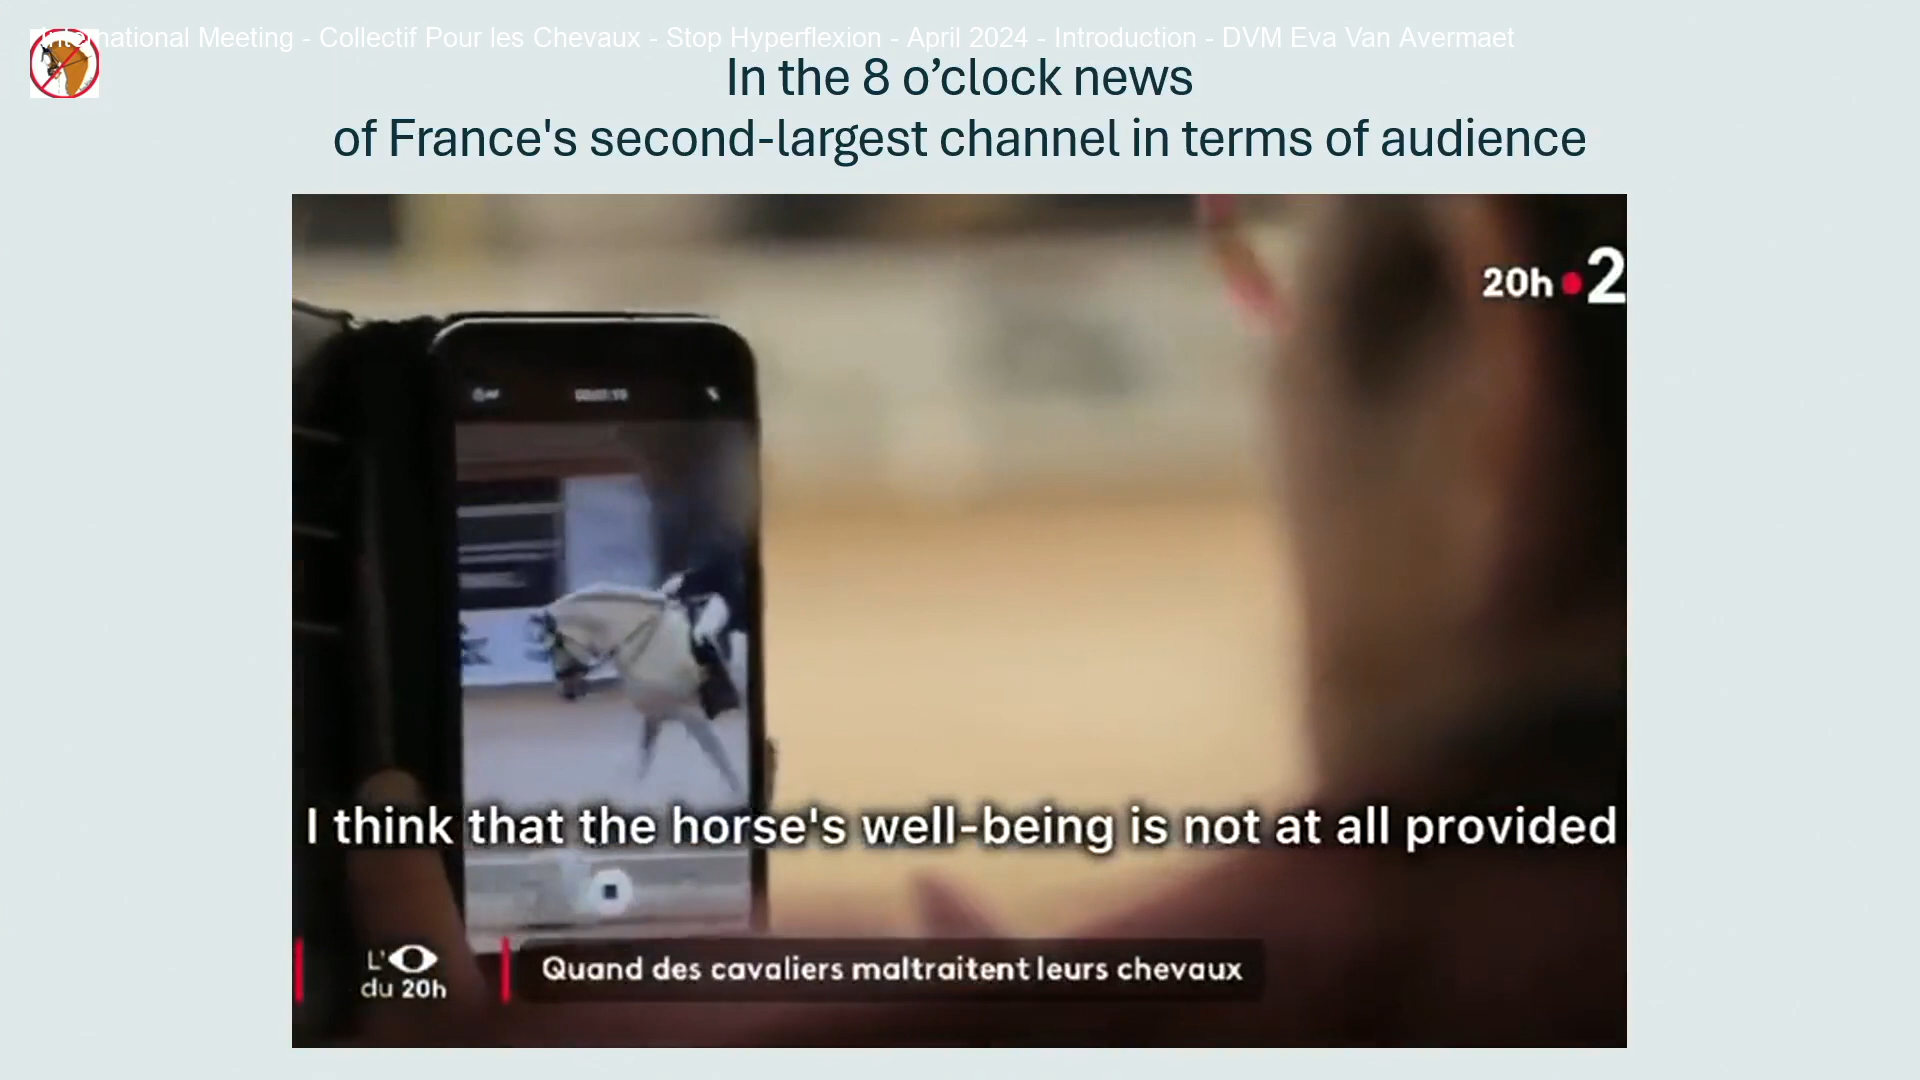 International Meeting - Collectif Pour les Chevaux - Stop Hyperflexion - April 2024 - Introduction - DVM Eva Van Avermaet
In the 8 o’clock news
of France's second-largest channel in terms of audience
20h 2
I think that the horse's well-being is not at all provided
L'
du 20h
Quand des cavaliers maltraitent leurs chevaux